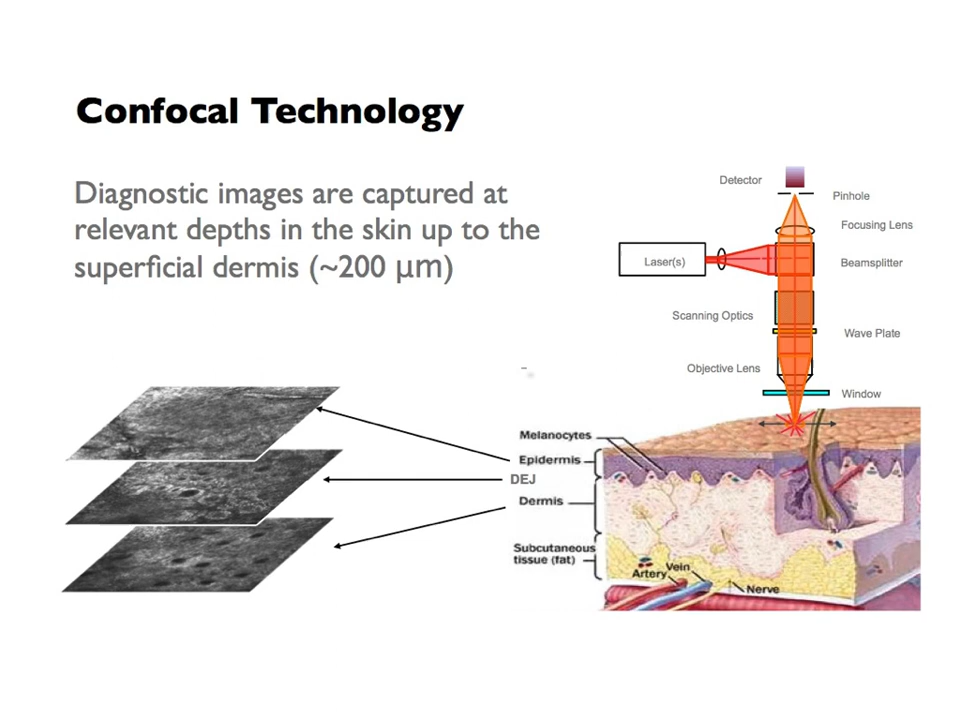 Confocal Technology
Diagnostic images are captured at
relevant depths in the skin up to the
superficial dermis (~200 μm)
Detector
Pinhole
Focusing Lens
Laser(s)
Beamsplitter
Scanning Optics
Wave Plate
Objective Lens
Window
Melanocytes
Epidermis
DEJ
Dermis
Subcutaneous
tissue (fat)
Artery
Vein
Nerve